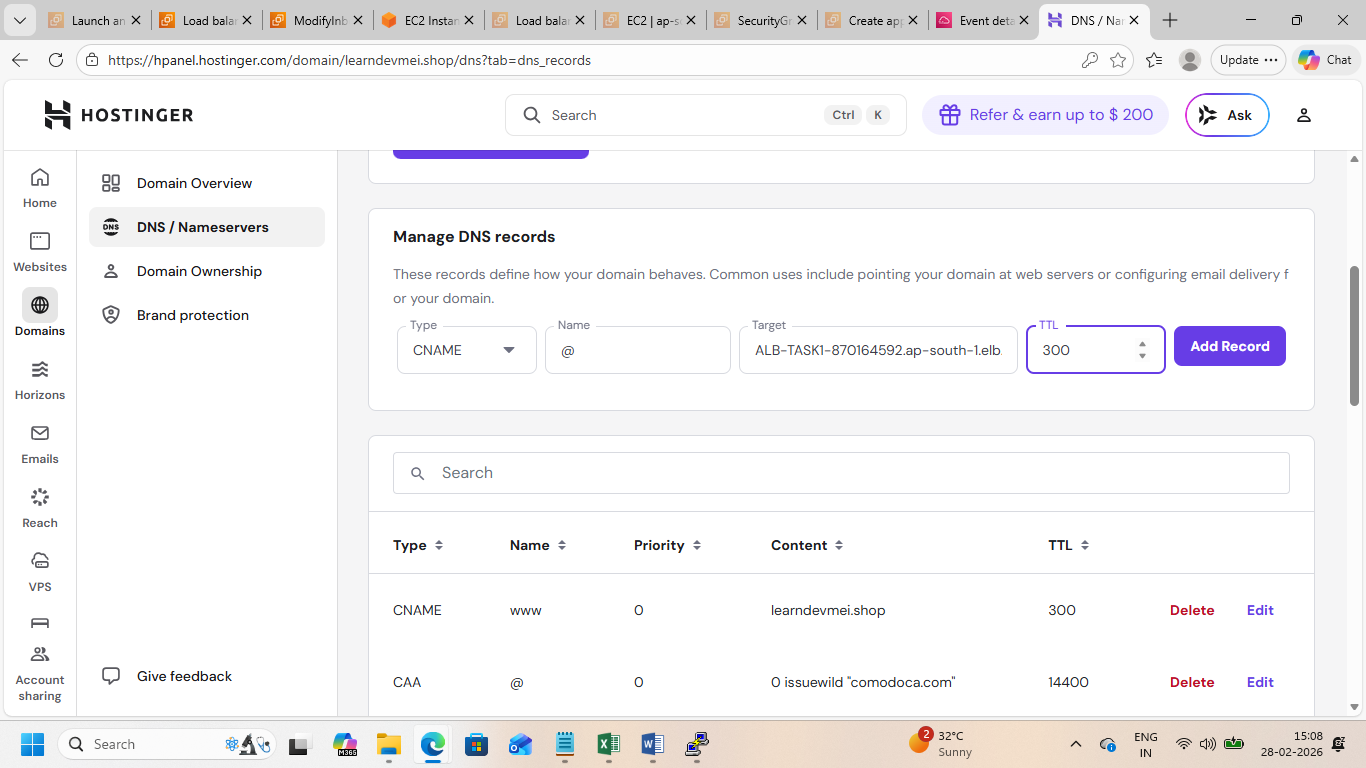 Launch an
Load balar
ModifyInb
EC2 Instan
Load balar
EC2 | ap-so
SecurityGr
Create app
Event deta
DNS / Nar
https://hpanel.hostinger.com/domain/learndevmei.shop/dns?tab=dns_records
Update
Chat
HOSTINGER
Search
Ctrl
K
Refer & earn up to $ 200
Ask
Home
Websites
Domains
Horizons
Emails
Reach
VPS
Account
sharing
Domain Overview
DNS
DNS / Nameservers
Domain Ownership
Brand protection
Give feedback
Manage DNS records
These records define how your domain behaves. Common uses include pointing your domain at web servers or configuring email delivery f
or your domain.
Type
CNAME
Name
@
Target
ALB-TASK1-870164592.ap-south-1.elb.
TTL
300
Add Record
Search
Type Name Priority Content TTL
CNAME www 0 learndevmei.shop 300 Delete Edit
CAA @ 0 0 issuewild "comodoca.com" 14400 Delete Edit
Search
M365
2
32°C
Sunny
ENG
IN
15:08
28-02-2026